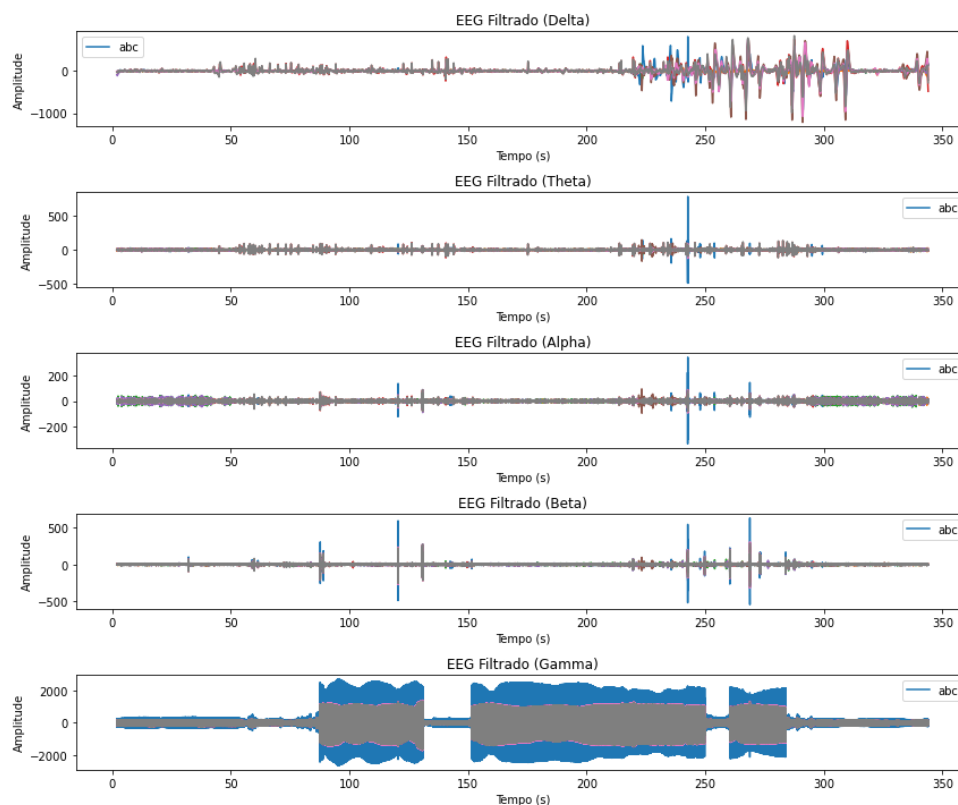 EEG Filtrado (Delta)
abc
Amplitude
0
−1000
0 50 100 150 200 250 300 350
Tempo (s)
EEG Filtrado (Theta)
abc
Amplitude
500
0
−500
0 50 100 150 200 250 300 350
Tempo (s)
EEG Filtrado (Alpha)
abc
Amplitude
200
0
−200
0 50 100 150 200 250 300 350
Tempo (s)
EEG Filtrado (Beta)
abc
Amplitude
500
0
−500
0 50 100 150 200 250 300 350
Tempo (s)
EEG Filtrado (Gamma)
abc
Amplitude
2000
0
−2000
0 50 100 150 200 250 300 350